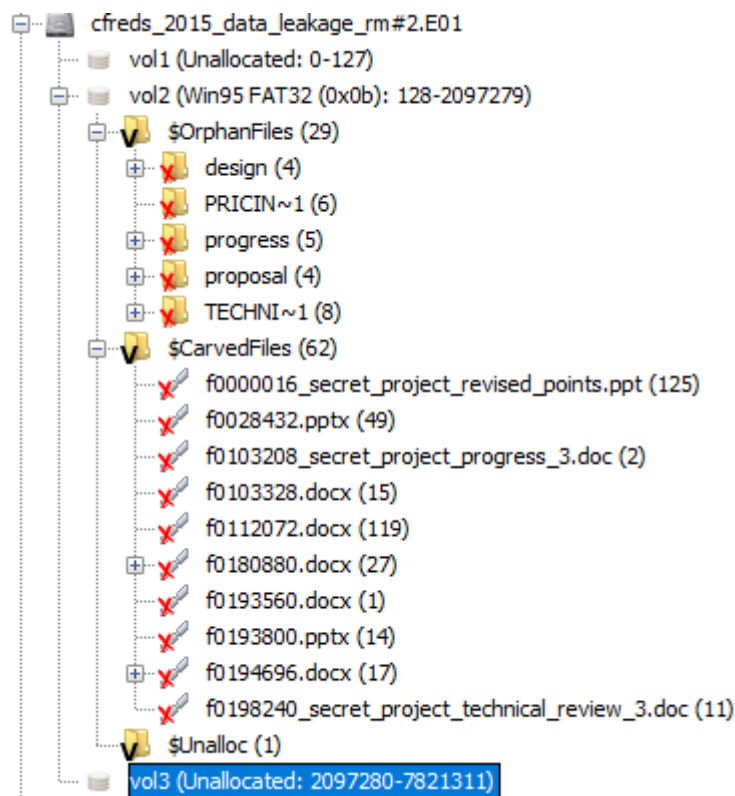 cfreds_2015_data_leakage_rm#2.E01
vol1 (Unallocated: 0-127)
vol2 (Win95 FAT32 (0x0b): 128-2097279)
$OrphanFiles (29)
design (4)
PRICIN~1 (6)
progress (5)
proposal (4)
TECHNI~1 (8)
$CarvedFiles (62)
f0000016_secret_project_revised_points.ppt (125)
f0028432.pptx (49)
f0103208_secret_project_progress_3.doc (2)
f0103328.docx (15)
f0112072.docx (119)
f0180880.docx (27)
f0193560.docx (1)
f0193800.pptx (14)
f0194696.docx (17)
f0198240_secret_project_technical_review_3.doc (11)
$Unalloc (1)
vol3 (Unallocated: 2097280-7821311)